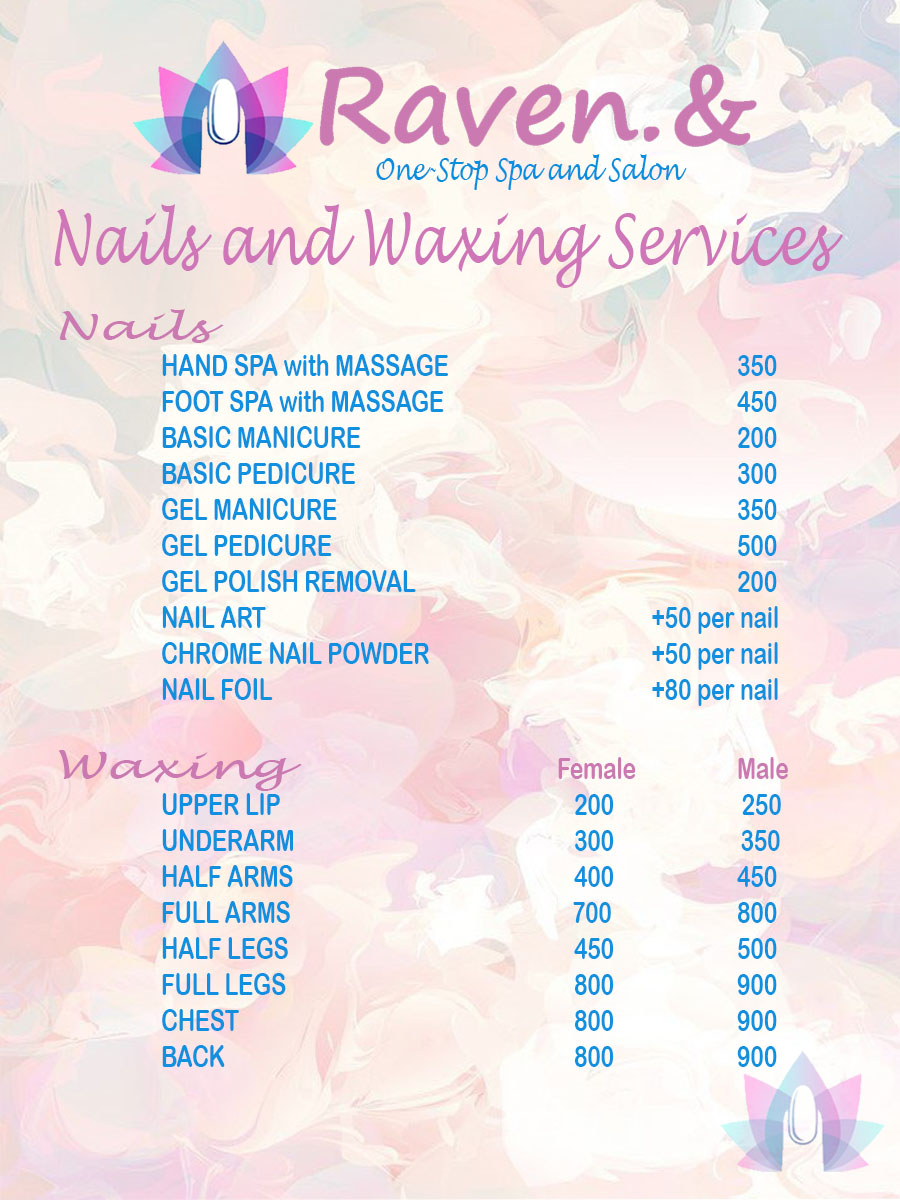 Raven.&
One-Stop Spa and Salon
Nails and Waxing Services
Nails
HAND SPA with MASSAGE 350
FOOT SPA with MASSAGE 450
BASIC MANICURE 200
BASIC PEDICURE 300
GEL MANICURE 350
GEL PEDICURE 500
GEL POLISH REMOVAL 200
NAIL ART +50 per nail
CHROME NAIL POWDER +50 per nail
NAIL FOIL +80 per nail
Waxing Female Male
UPPER LIP 200 250
UNDERARM 300 350
HALF ARMS 400 450
FULL ARMS 700 800
HALF LEGS 450 500
FULL LEGS 800 900
CHEST 800 900
BACK 800 900